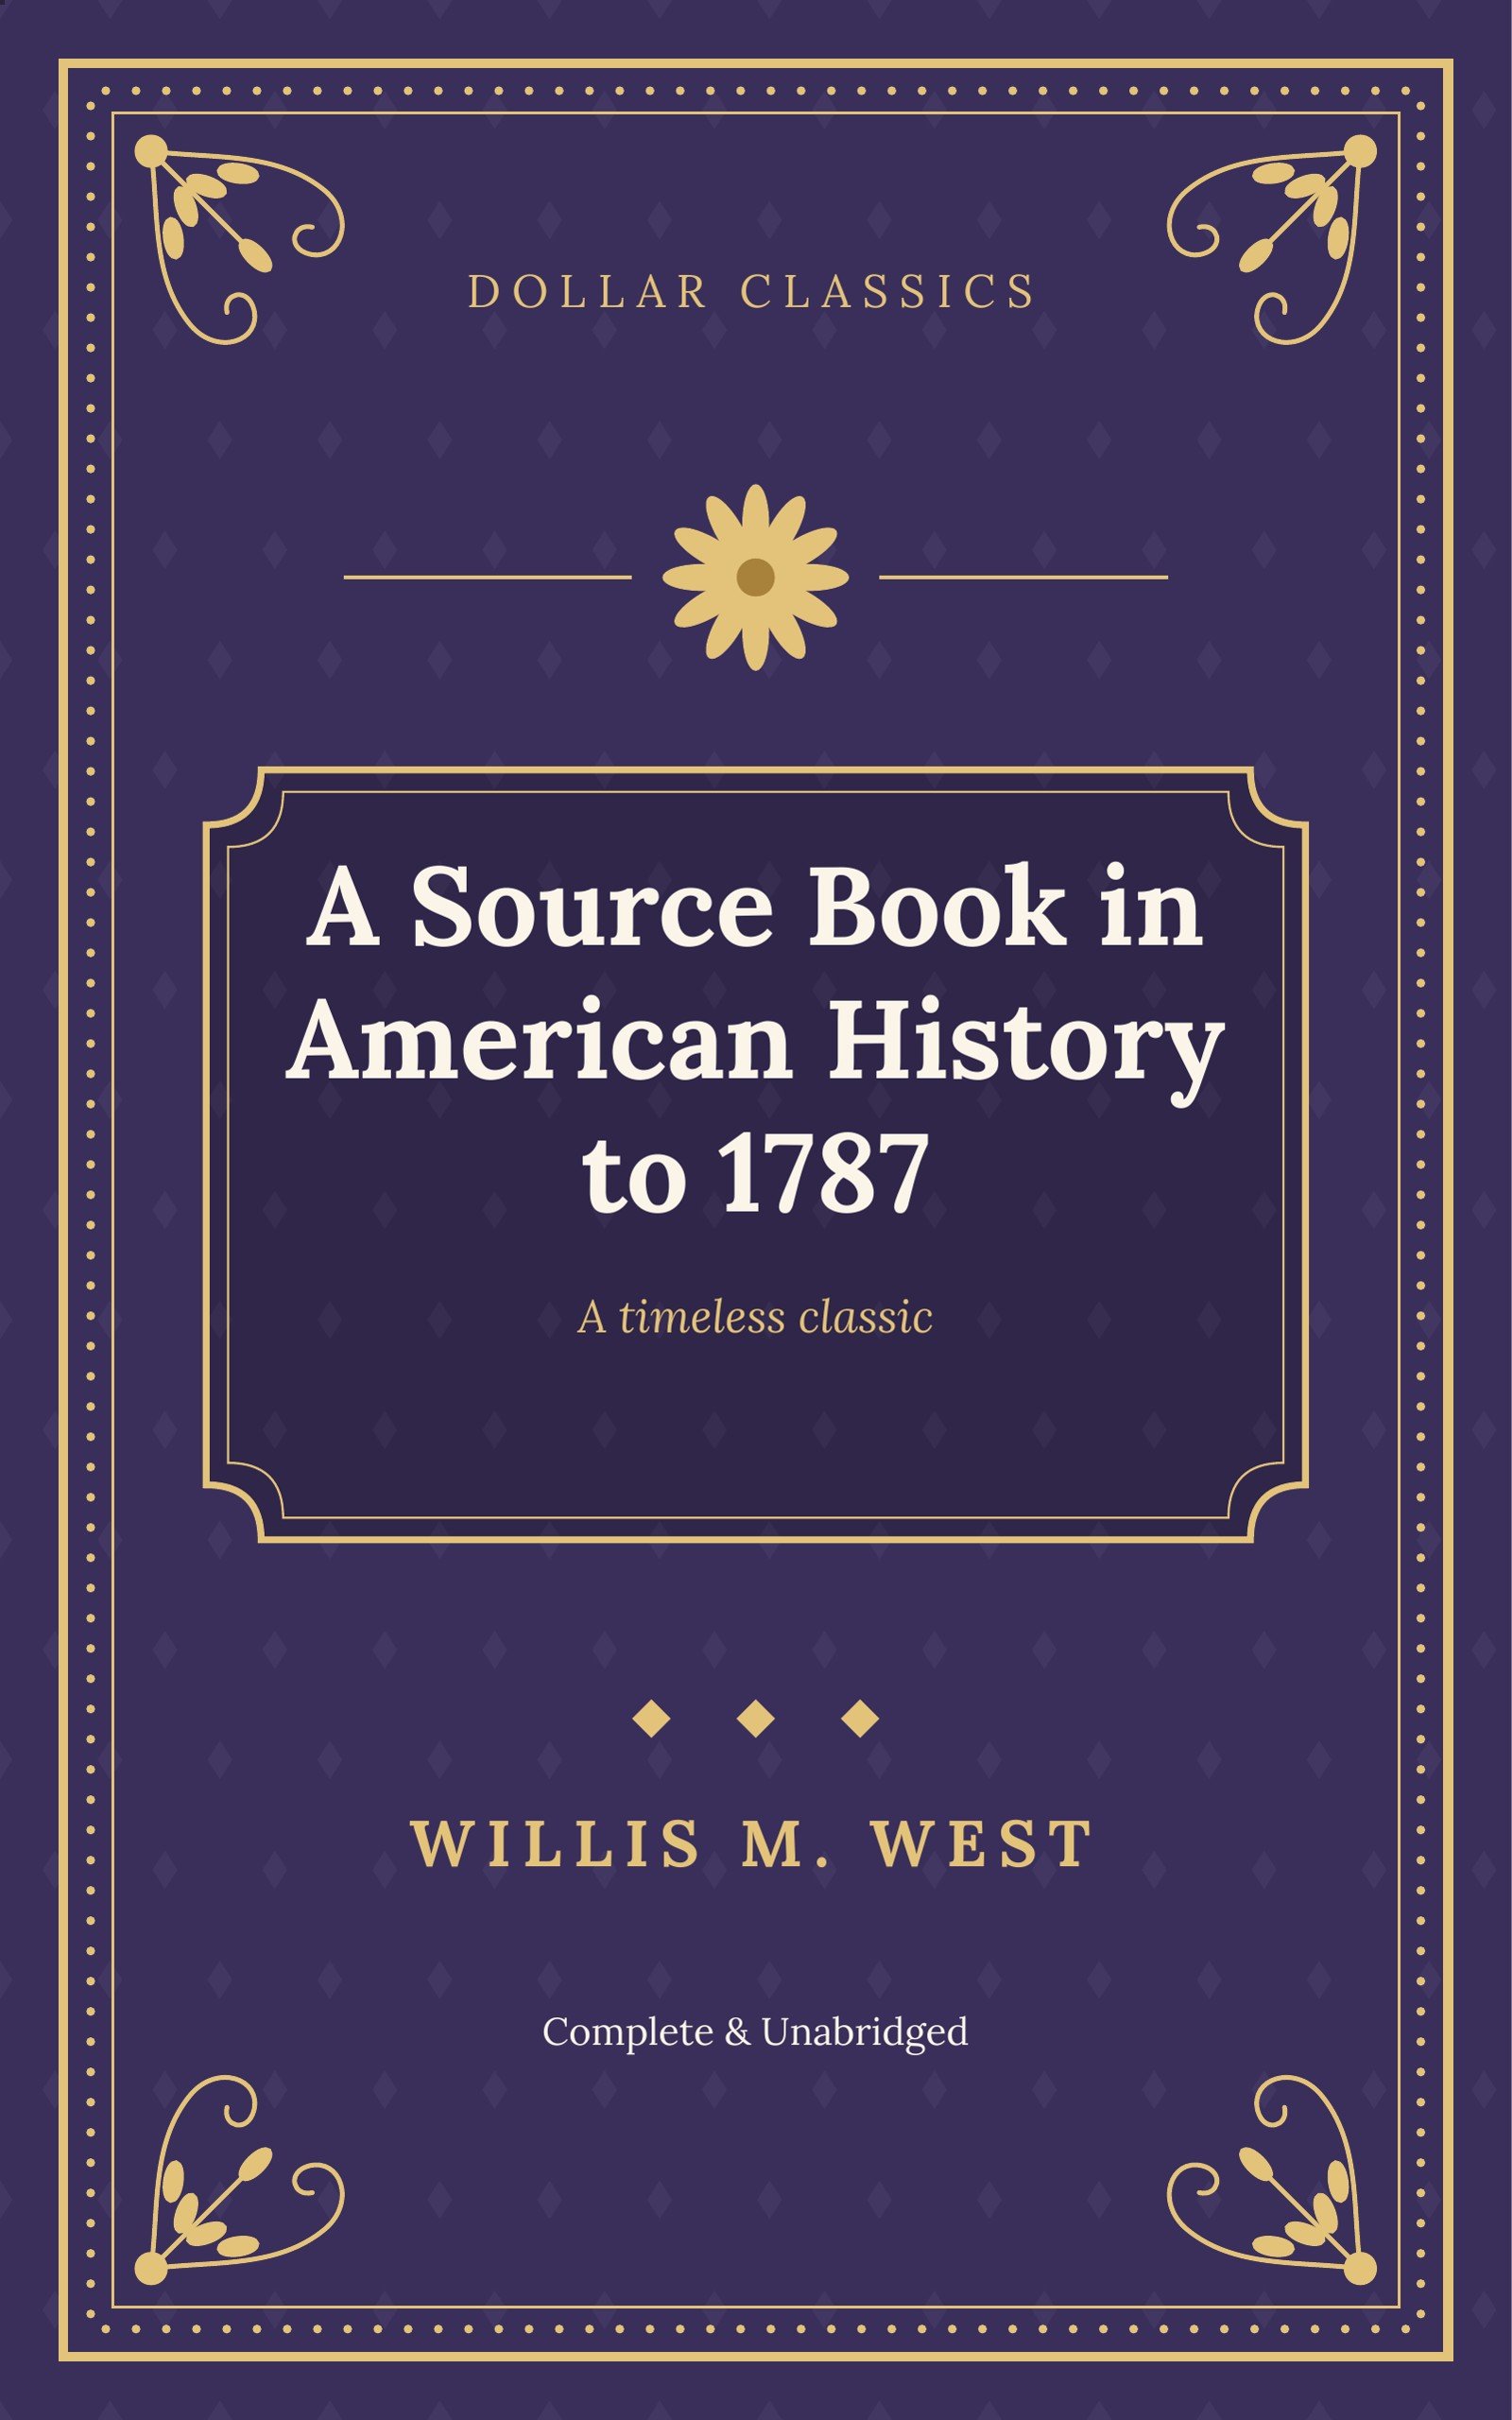 DOLLAR CLASSICS
A Source Book in
American History
to 1787
A timeless classic
WILLIS M. WEST
Complete & Unabridged